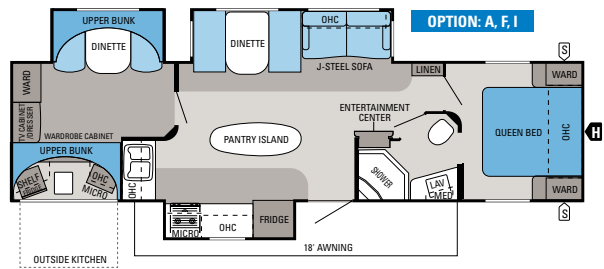 UPPER BUNK
OPTION: A, F, I
DINETTE
DINETTE
OHC
J-STEEL SOFA
LINEN
S
WARD
WARD
ENTERTAINMENT
CENTER
TV CABINET
/DRESSER
WARDROBE CABINET
PANTRY ISLAND
QUEEN BED
OHC
H
UPPER BUNK
SHELF
OHC
MICRO
OHC
SHOWER
LAV
MED
WARD
S
MICRO
OHC
FRIDGE
18' AWNING
OUTSIDE KITCHEN